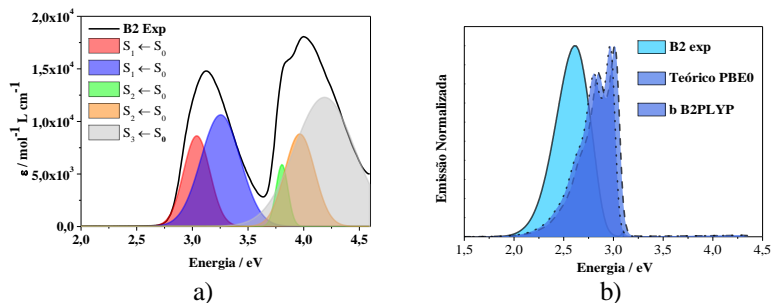 a)
2,0x10⁴
1,5x10⁴
1,0x10⁴
5,0x10³
0,0
ε / mol⁻¹ L cm⁻¹
B2 Exp
S₁ ← S₀
S₁ ← S₀
S₂ ← S₀
S₂ ← S₀
S₃ ← S₀
2,0 2,5 3,0 3,5 4,0 4,5
Energia / eV
a)
b)
Emissão Normalizada
B2 exp
Teórico PBE0
b B2PLYP
1,5 2,0 2,5 3,0 3,5 4,0 4,5
Energia / eV
b)